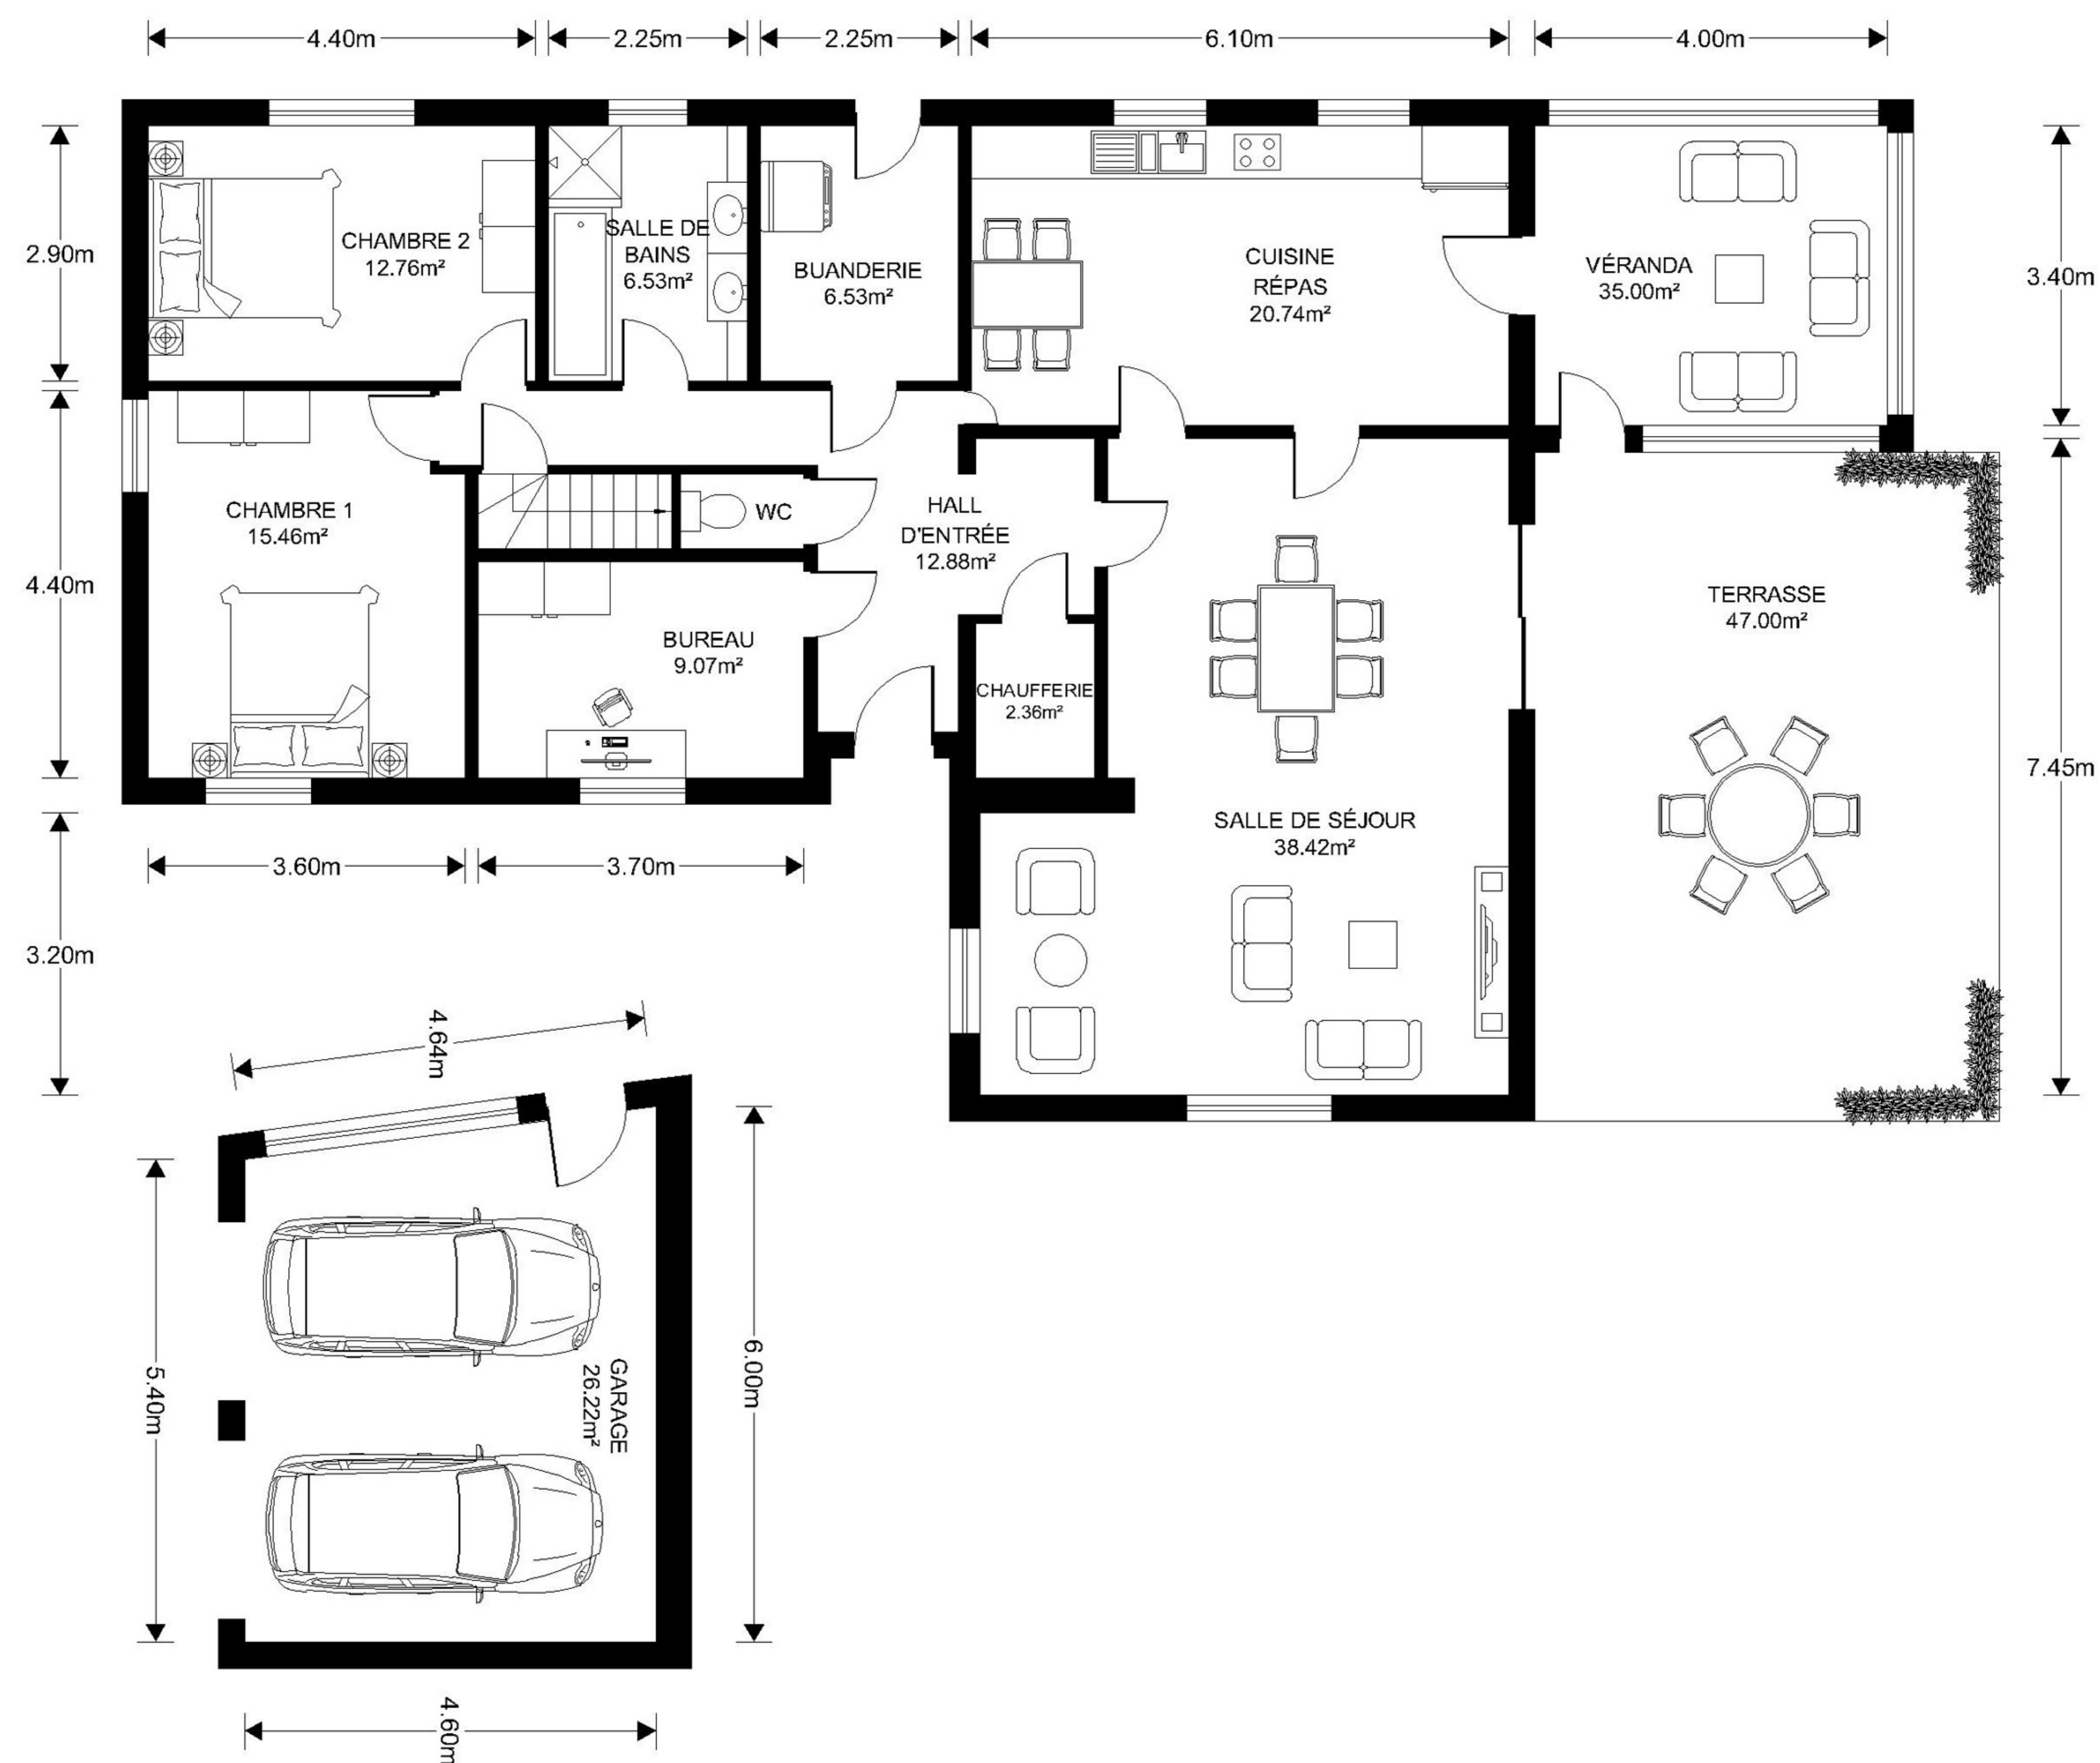 4.40m
2.25m
2.25m
6.10m
4.00m
2.90m
4.40m
3.20m
3.40m
7.45m
CHAMBRE 2
12.76m²
SALLE DE
BAINS
6.53m²
BUANDERIE
6.53m²
CUISINE
RÉPAS
20.74m²
VÉRANDA
35.00m²
CHAMBRE 1
15.46m²
WC
HALL
D'ENTRÉE
12.88m²
BUREAU
9.07m²
CHAUFFERIE
2.36m²
TERRASSE
47.00m²
SALLE DE SÉJOUR
38.42m²
3.60m
3.70m
4.64m
5.40m
GARAGE
26.22m²
6.00m
4.60m